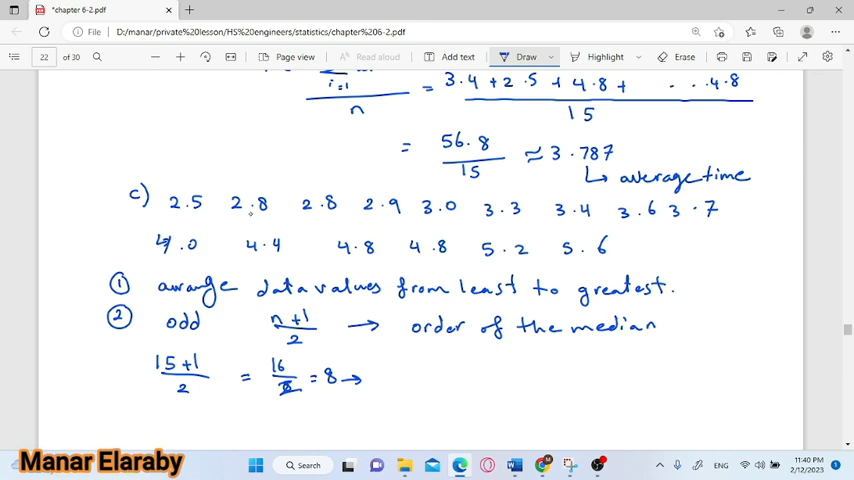 *chapter 6-2.pdf
File D:/manar/private%20lesson/HS%20engineers/statistics/chapter%206-2.pdf
22 of 30 Page view Read aloud Add text Draw Highlight Erase
i=1
n
= 3.4 + 2.5 + 4.8 + . . . 4.8
15
= 56.8
15
≈ 3.787
↳ average time
c) 2.5 2.8 2.8 2.9 3.0 3.3 3.4 3.6 3.7
4.0 4.4 4.8 4.8 5.2 5.6
① arrange data values from least to greatest.
② odd n+1 → order of the median
2
15+1 = 16 = 8 →
2
Manar Elaraby
Search
ENG
11:40 PM
2/12/2023